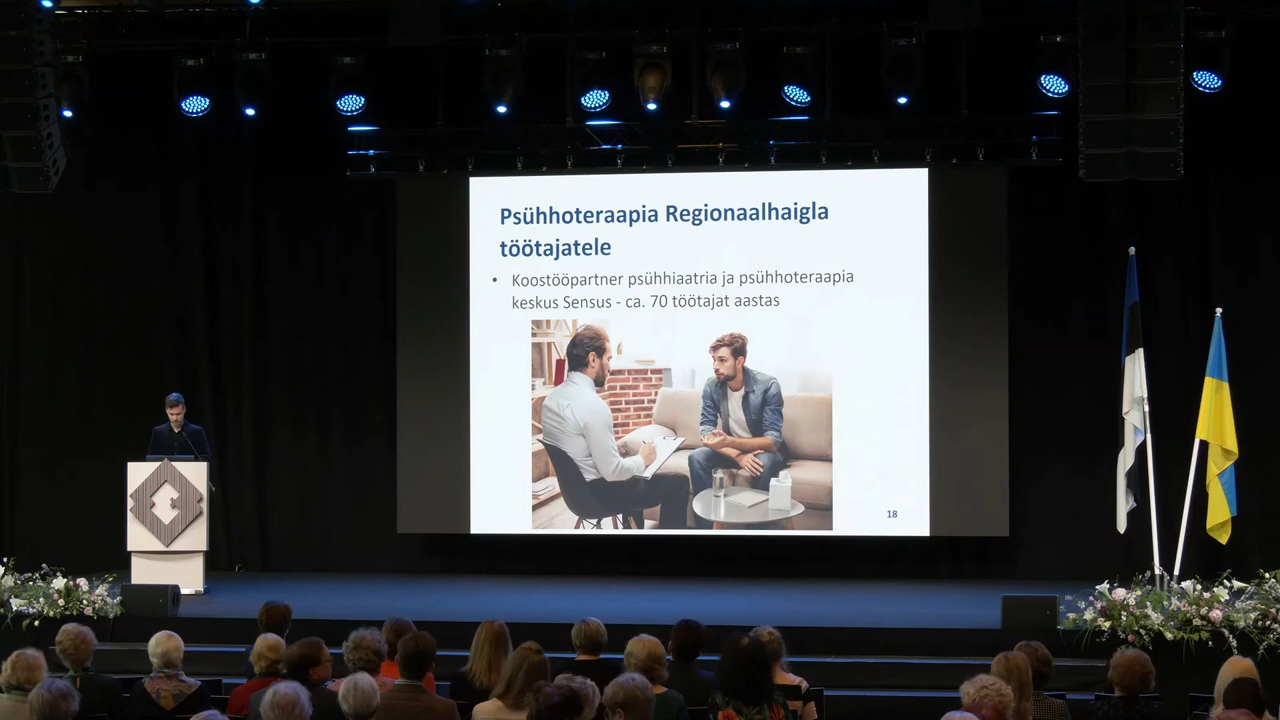 Psühhoteraapia Regionaalhaigla
töötajatele
• Koostööpartner psühhiaatria ja psühhoteraapia
keskus Sensus - ca. 70 töötajat aastas
18